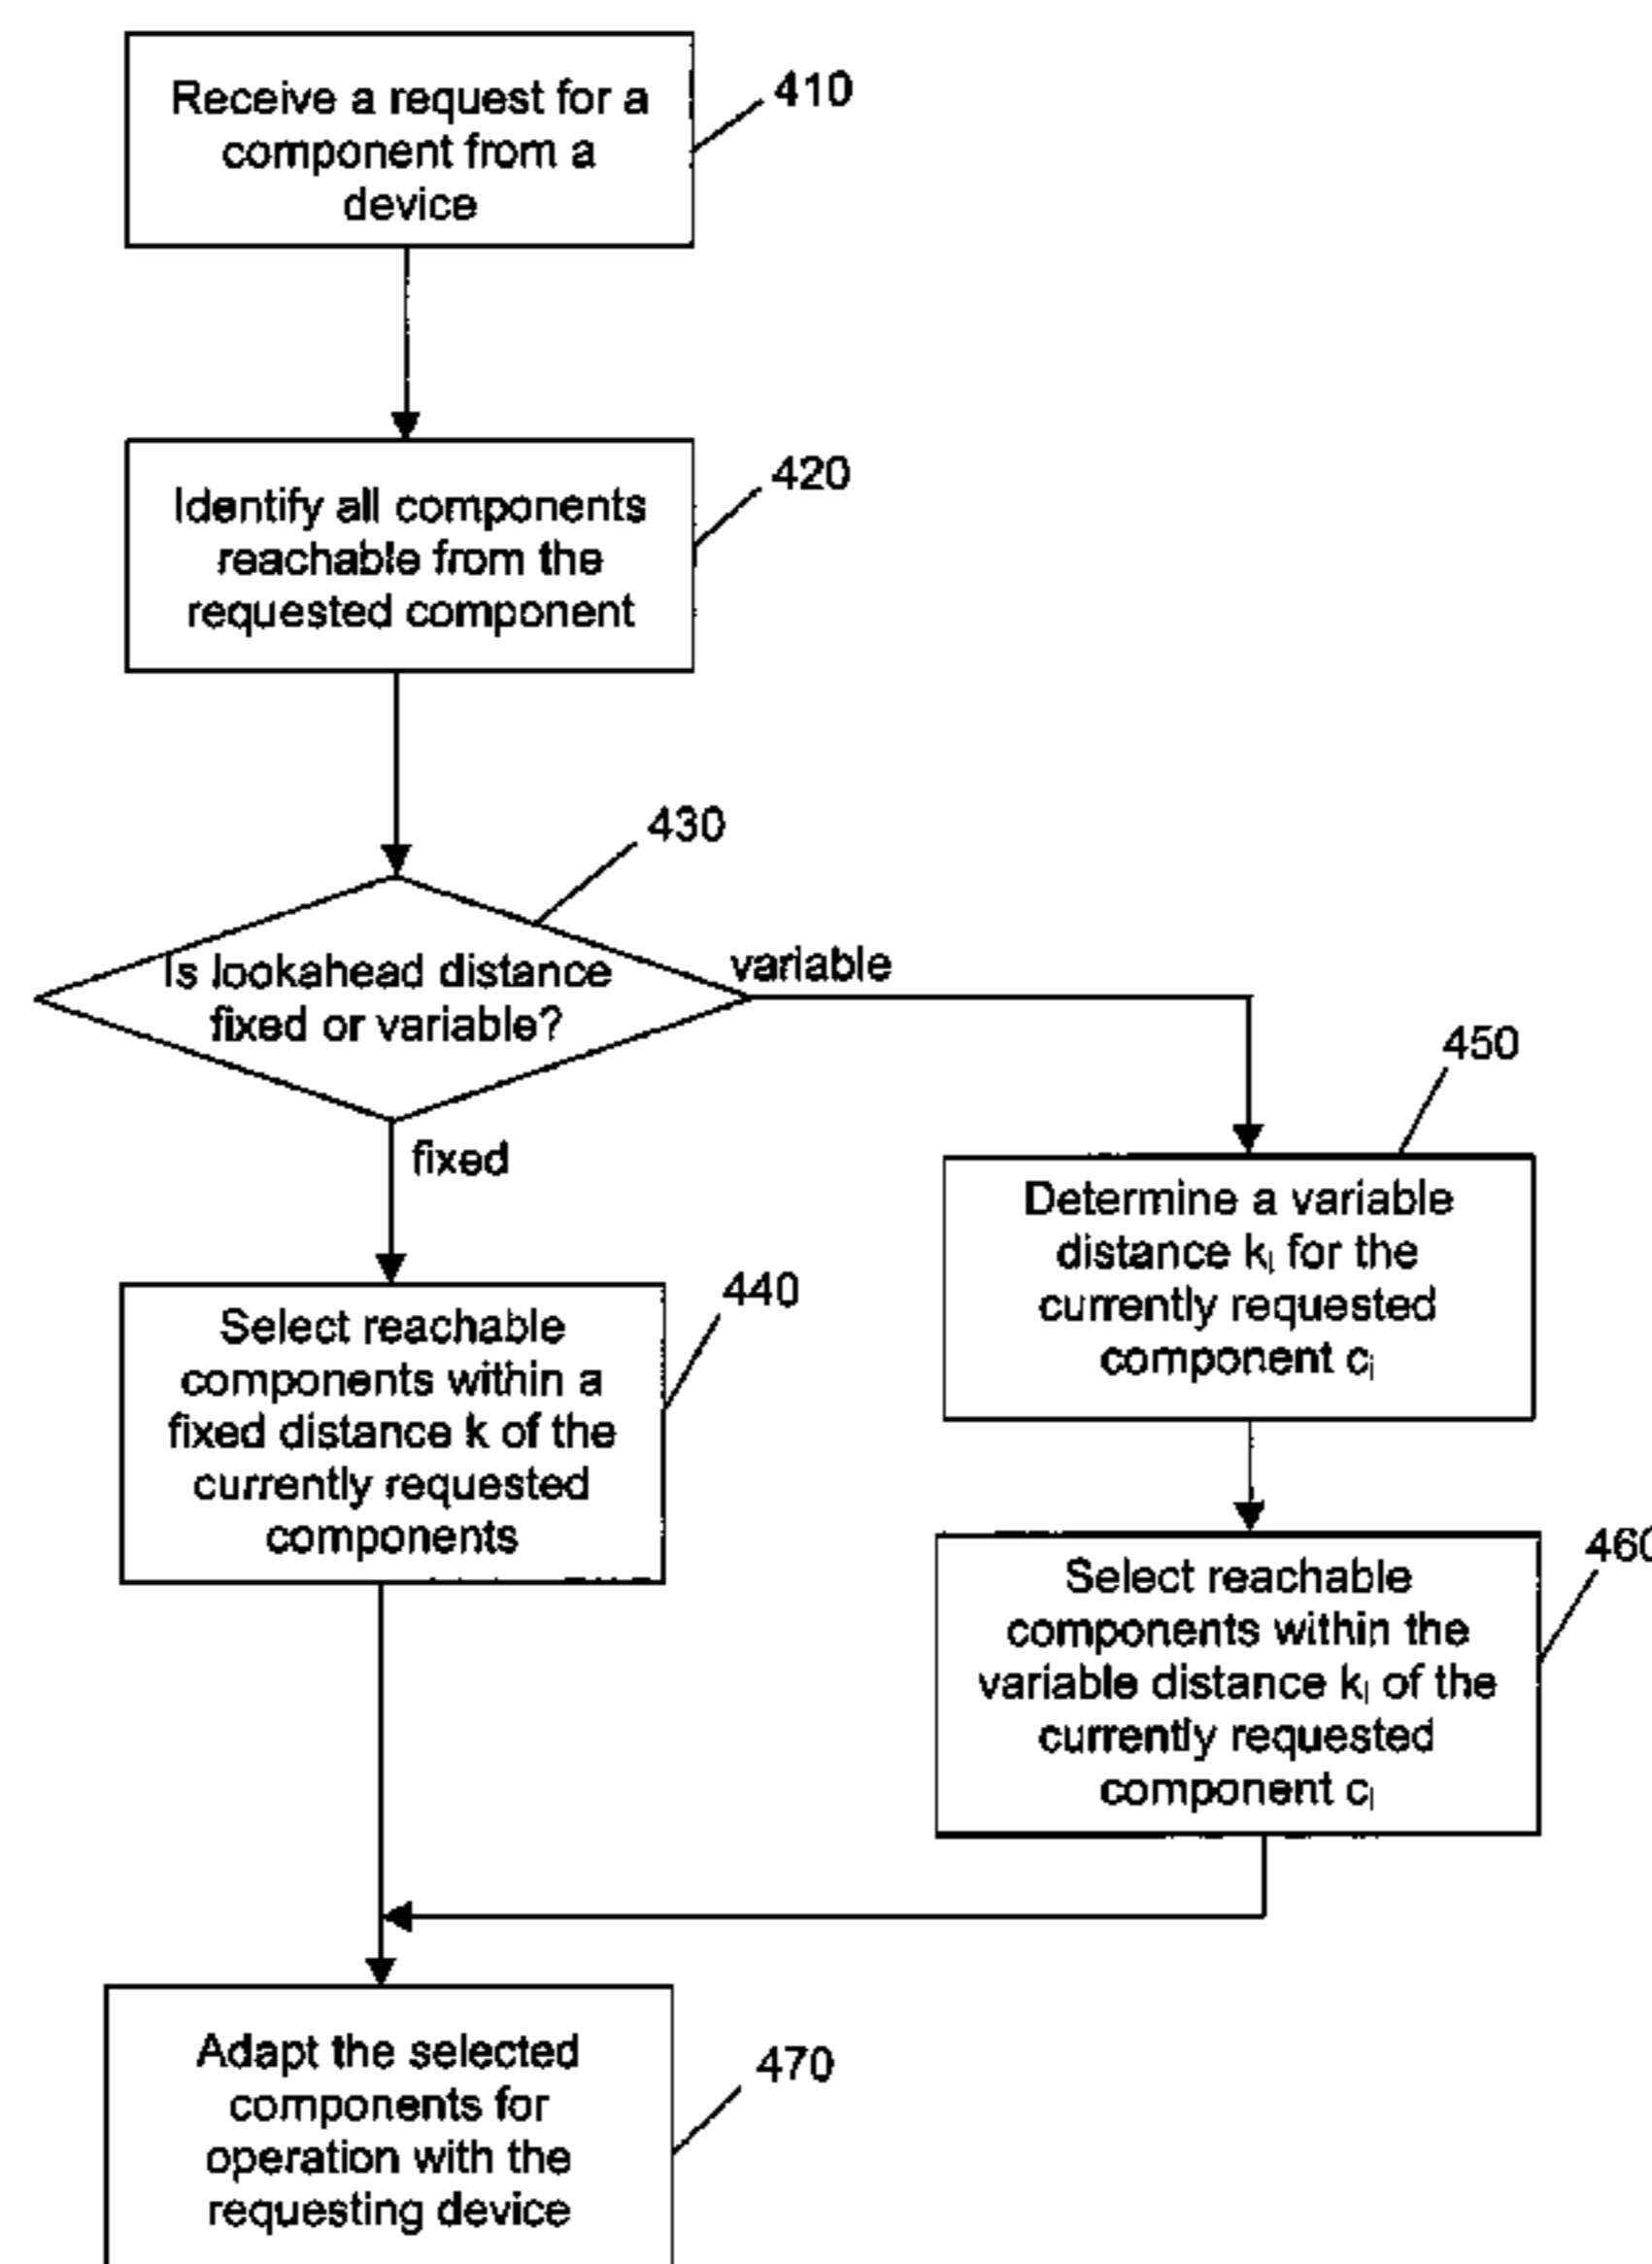 Receive a request for a
component from a
device
410
Identify all components
reachable from the
requested component
420
430
Is lookahead distance
fixed or variable?
variable
fixed
450
Determine a variable
distance kᵢ for the
currently requested
component cᵢ
440
Select reachable
components within a
fixed distance k of the
currently requested
components
460
Select reachable
components within the
variable distance kᵢ of the
currently requested
component cᵢ
Adapt the selected
components for
operation with the
requesting device
470